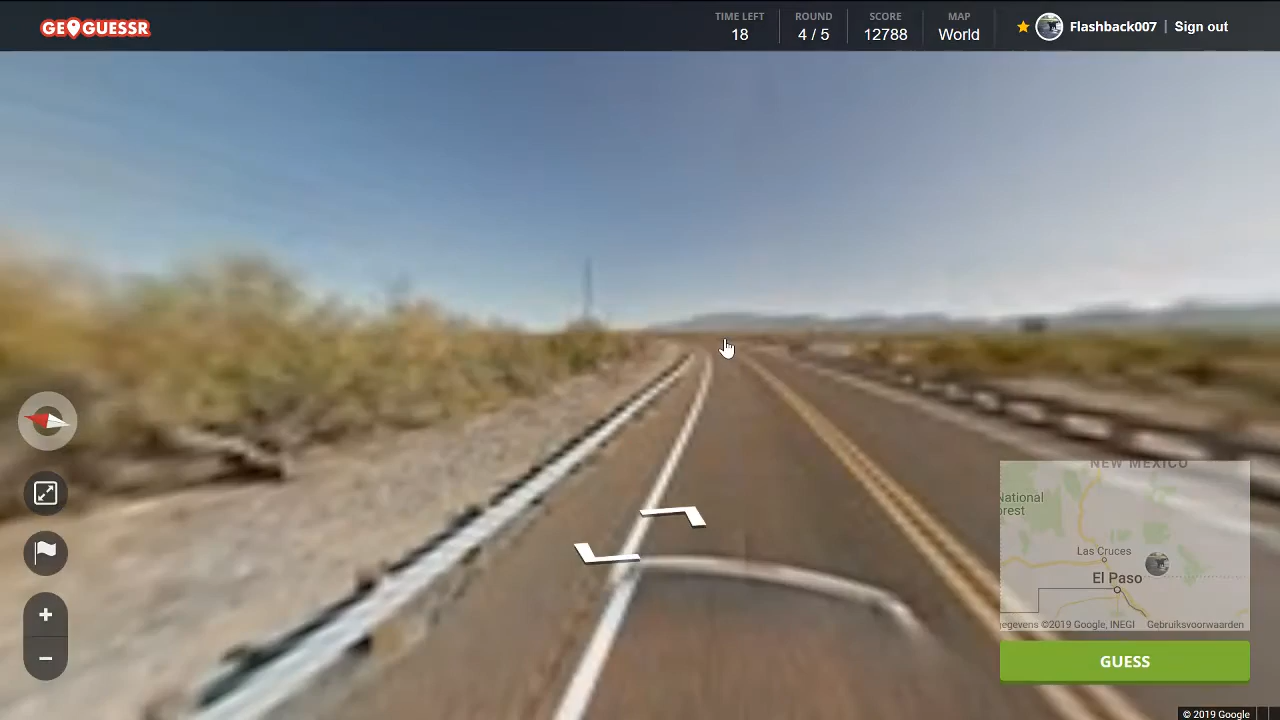 GEOGUESSR
TIME LEFT
18
ROUND
4 / 5
SCORE
12788
MAP
World
Flashback007 | Sign out
NEW MEXICO
National
orest
Las Cruces
El Paso
egevens ©2019 Google, INEGI Gebruiksvoorwaarden
GUESS
© 2019 Google